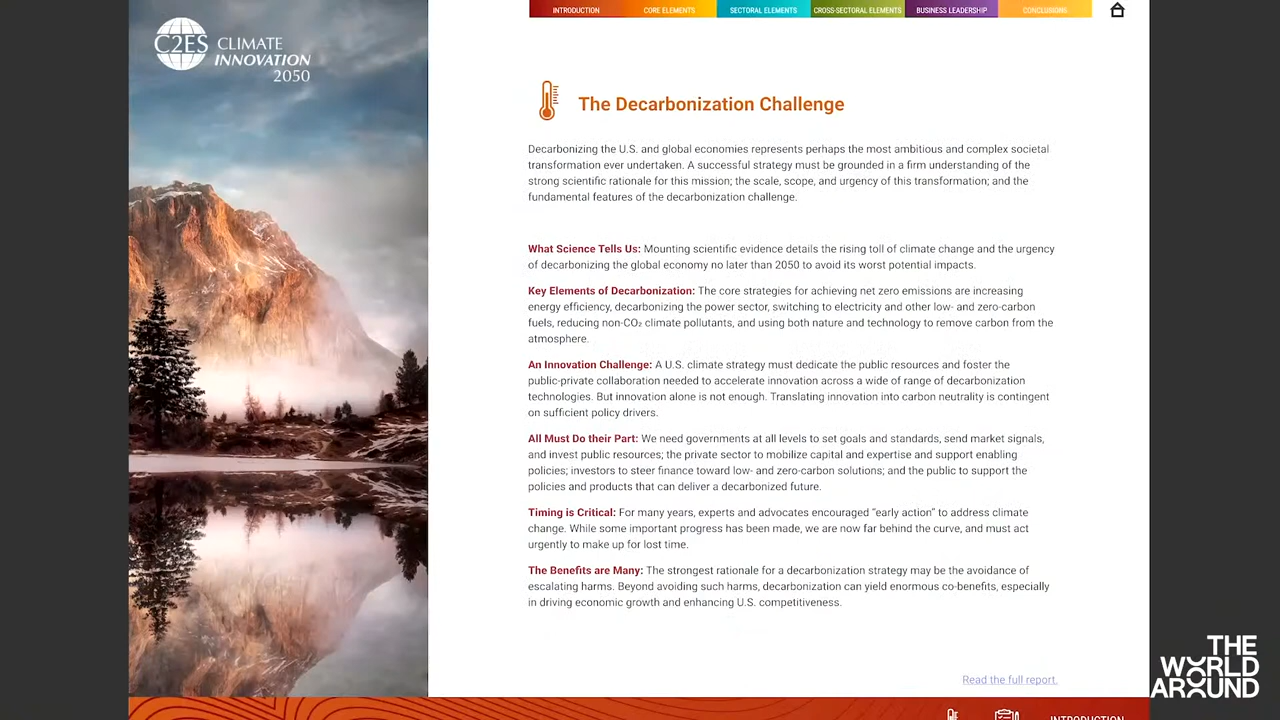 C2ES CLIMATE
INNOVATION
2050
INTRODUCTION
CORE ELEMENTS
SECTORAL ELEMENTS
CROSS-SECTORAL ELEMENTS
BUSINESS LEADERSHIP
CONCLUSIONS
The Decarbonization Challenge
Decarbonizing the U.S. and global economies represents perhaps the most ambitious and complex societal
transformation ever undertaken. A successful strategy must be grounded in a firm understanding of the
strong scientific rationale for this mission; the scale, scope, and urgency of this transformation; and the
fundamental features of the decarbonization challenge.
What Science Tells Us: Mounting scientific evidence details the rising toll of climate change and the urgency
of decarbonizing the global economy no later than 2050 to avoid its worst potential impacts.
Key Elements of Decarbonization: The core strategies for achieving net zero emissions are increasing
energy efficiency, decarbonizing the power sector, switching to electricity and other low- and zero-carbon
fuels, reducing non-CO₂ climate pollutants, and using both nature and technology to remove carbon from the
atmosphere.
An Innovation Challenge: A U.S. climate strategy must dedicate the public resources and foster the
public-private collaboration needed to accelerate innovation across a wide of range of decarbonization
technologies. But innovation alone is not enough. Translating innovation into carbon neutrality is contingent
on sufficient policy drivers.
All Must Do their Part: We need governments at all levels to set goals and standards, send market signals,
and invest public resources; the private sector to mobilize capital and expertise and support enabling
policies; investors to steer finance toward low- and zero-carbon solutions; and the public to support the
policies and products that can deliver a decarbonized future.
Timing is Critical: For many years, experts and advocates encouraged “early action” to address climate
change. While some important progress has been made, we are now far behind the curve, and must act
urgently to make up for lost time.
The Benefits are Many: The strongest rationale for a decarbonization strategy may be the avoidance of
escalating harms. Beyond avoiding such harms, decarbonization can yield enormous co-benefits, especially
in driving economic growth and enhancing U.S. competitiveness.
Read the full report.
INTRODUCTION
THE
WORLD
AROUND